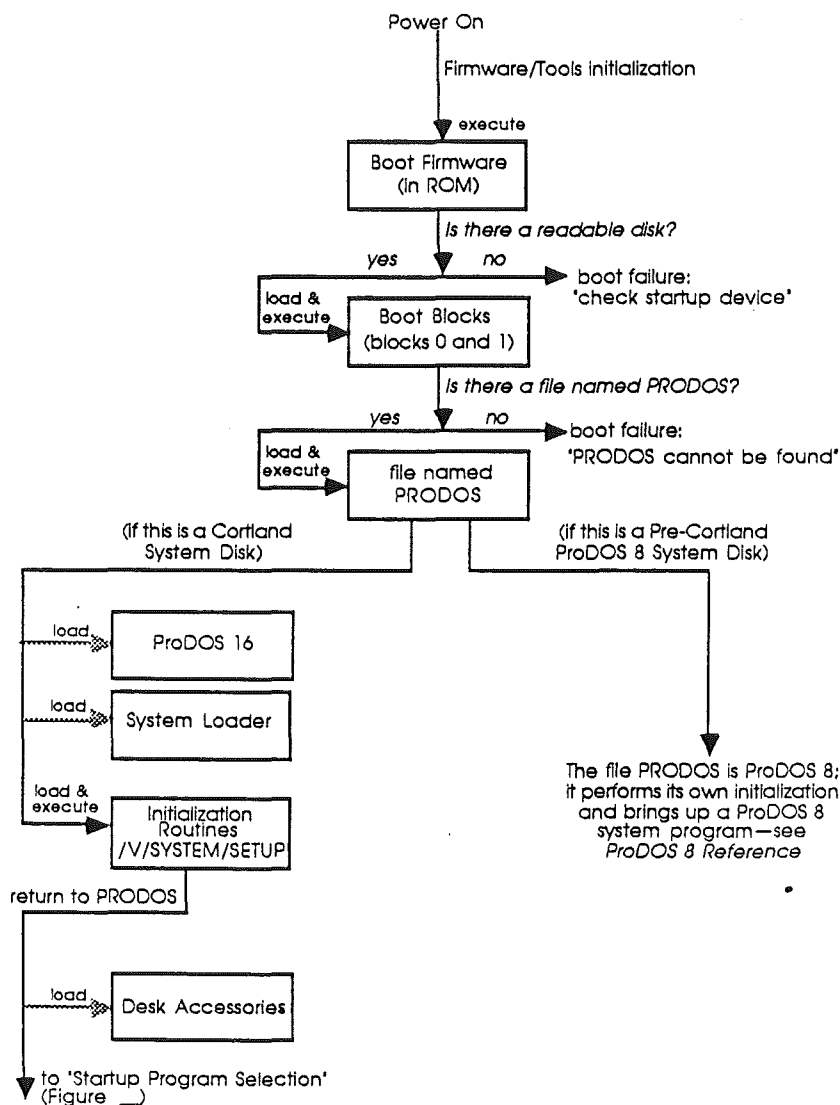 Power On
Firmware/Tools initialization
execute
Boot Firmware
(in ROM)
Is there a readable disk?
yes
no
boot failure:
"check startup device"
load &
execute
Boot Blocks
(blocks 0 and 1)
Is there a file named PRODOS?
yes
no
boot failure:
"PRODOS cannot be found"
load &
execute
file named
PRODOS
(if this is a Cortland
System Disk)
(if this is a Pre-Cortland
ProDOS 8 System Disk)
load
ProDOS 16
load
System Loader
load &
execute
Initialization
Routines
/V/SYSTEM/SETUP
The file PRODOS is ProDOS 8;
it performs its own initialization
and brings up a ProDOS 8
system program—see
ProDOS 8 Reference
return to PRODOS
load
Desk Accessories
to "Startup Program Selection"
(Figure __)